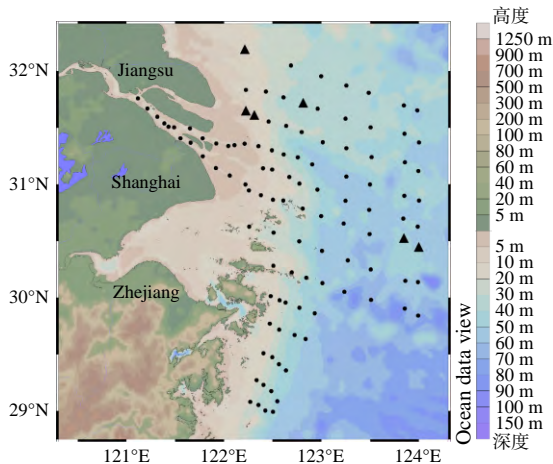 高度
32°N
31°N
30°N
29°N
121°E
122°E
123°E
124°E
Jiangsu
Shanghai
Zhejiang
Ocean data view
1250 m
900 m
700 m
500 m
300 m
200 m
100 m
80 m
60 m
40 m
20 m
5 m
5 m
10 m
20 m
30 m
40 m
50 m
60 m
70 m
80 m
90 m
100 m
150 m
深度